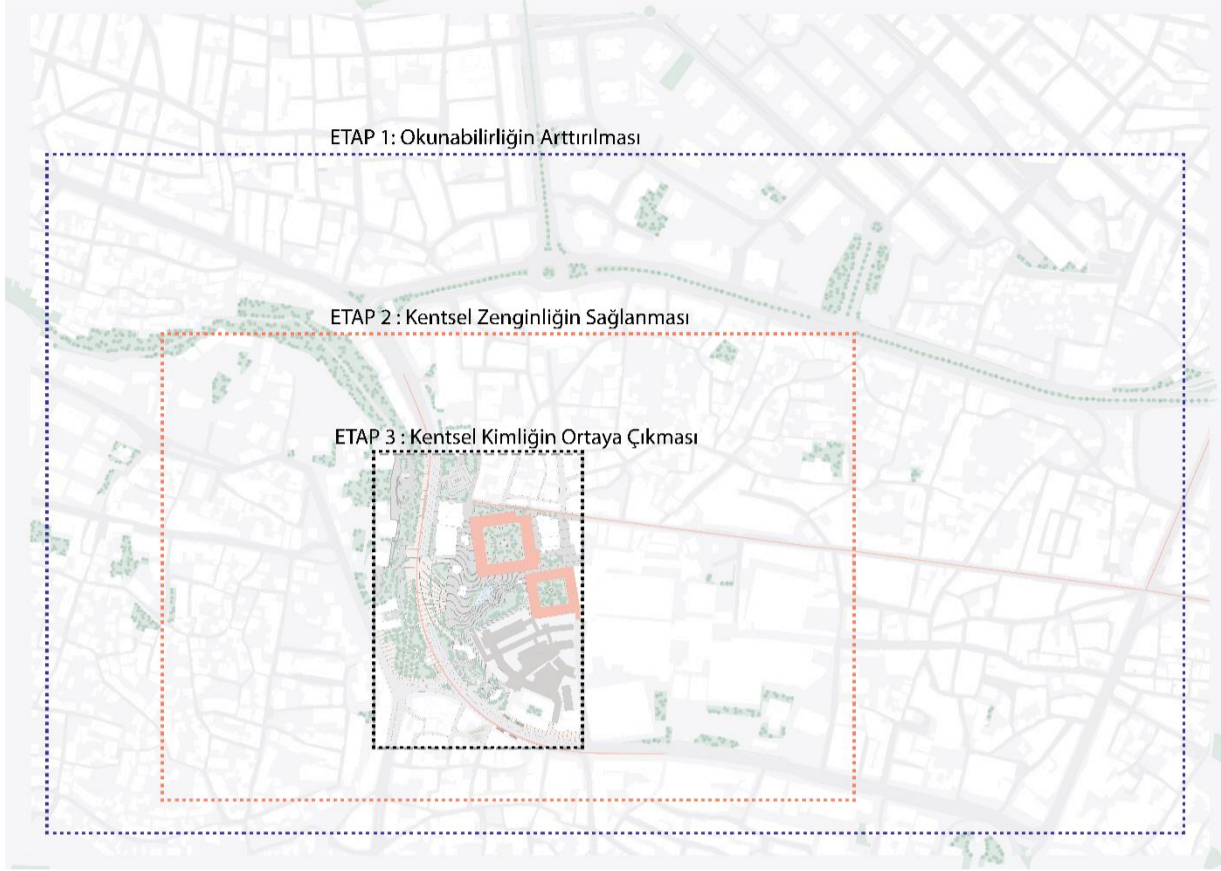 ETAP 1: Okunabilirliğin Arttırılması
ETAP 2 : Kentsel Zenginliğin Sağlanması
ETAP 3 : Kentsel Kimliğin Ortaya Çıkması